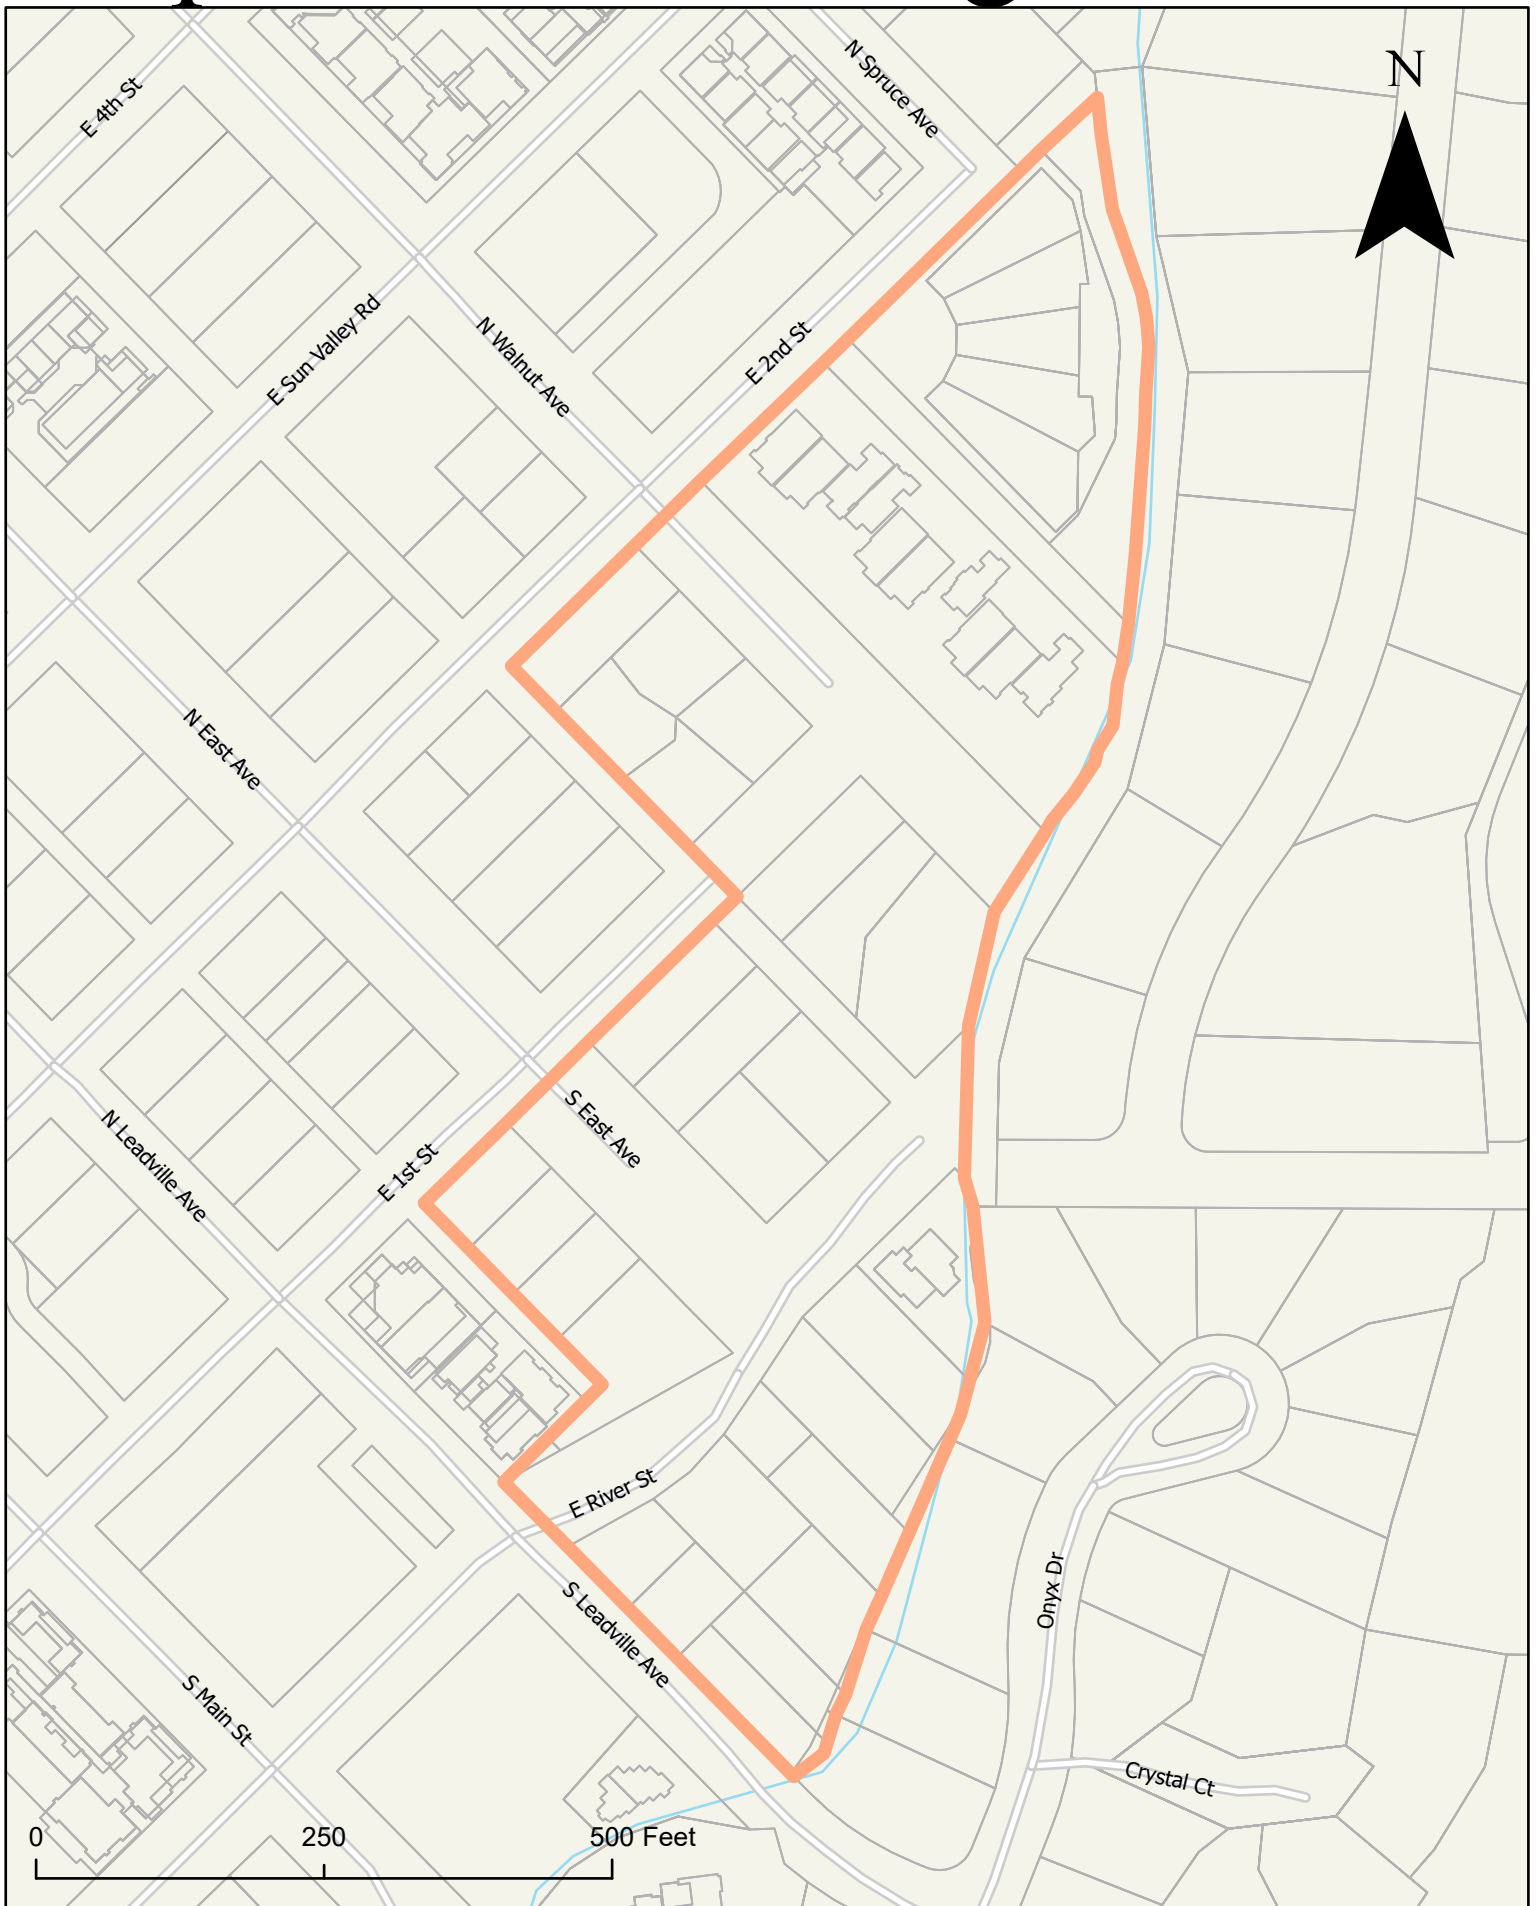 N Spruce Ave
N
E 4th St
E Sun Valley Rd
N Walnut Ave
E 2nd St
N East Ave
S East Ave
N Leadville Ave
E 1st St
E River St
Onyx Dr
S Leadville Ave
S Main St
Crystal Ct
0 250 500 Feet